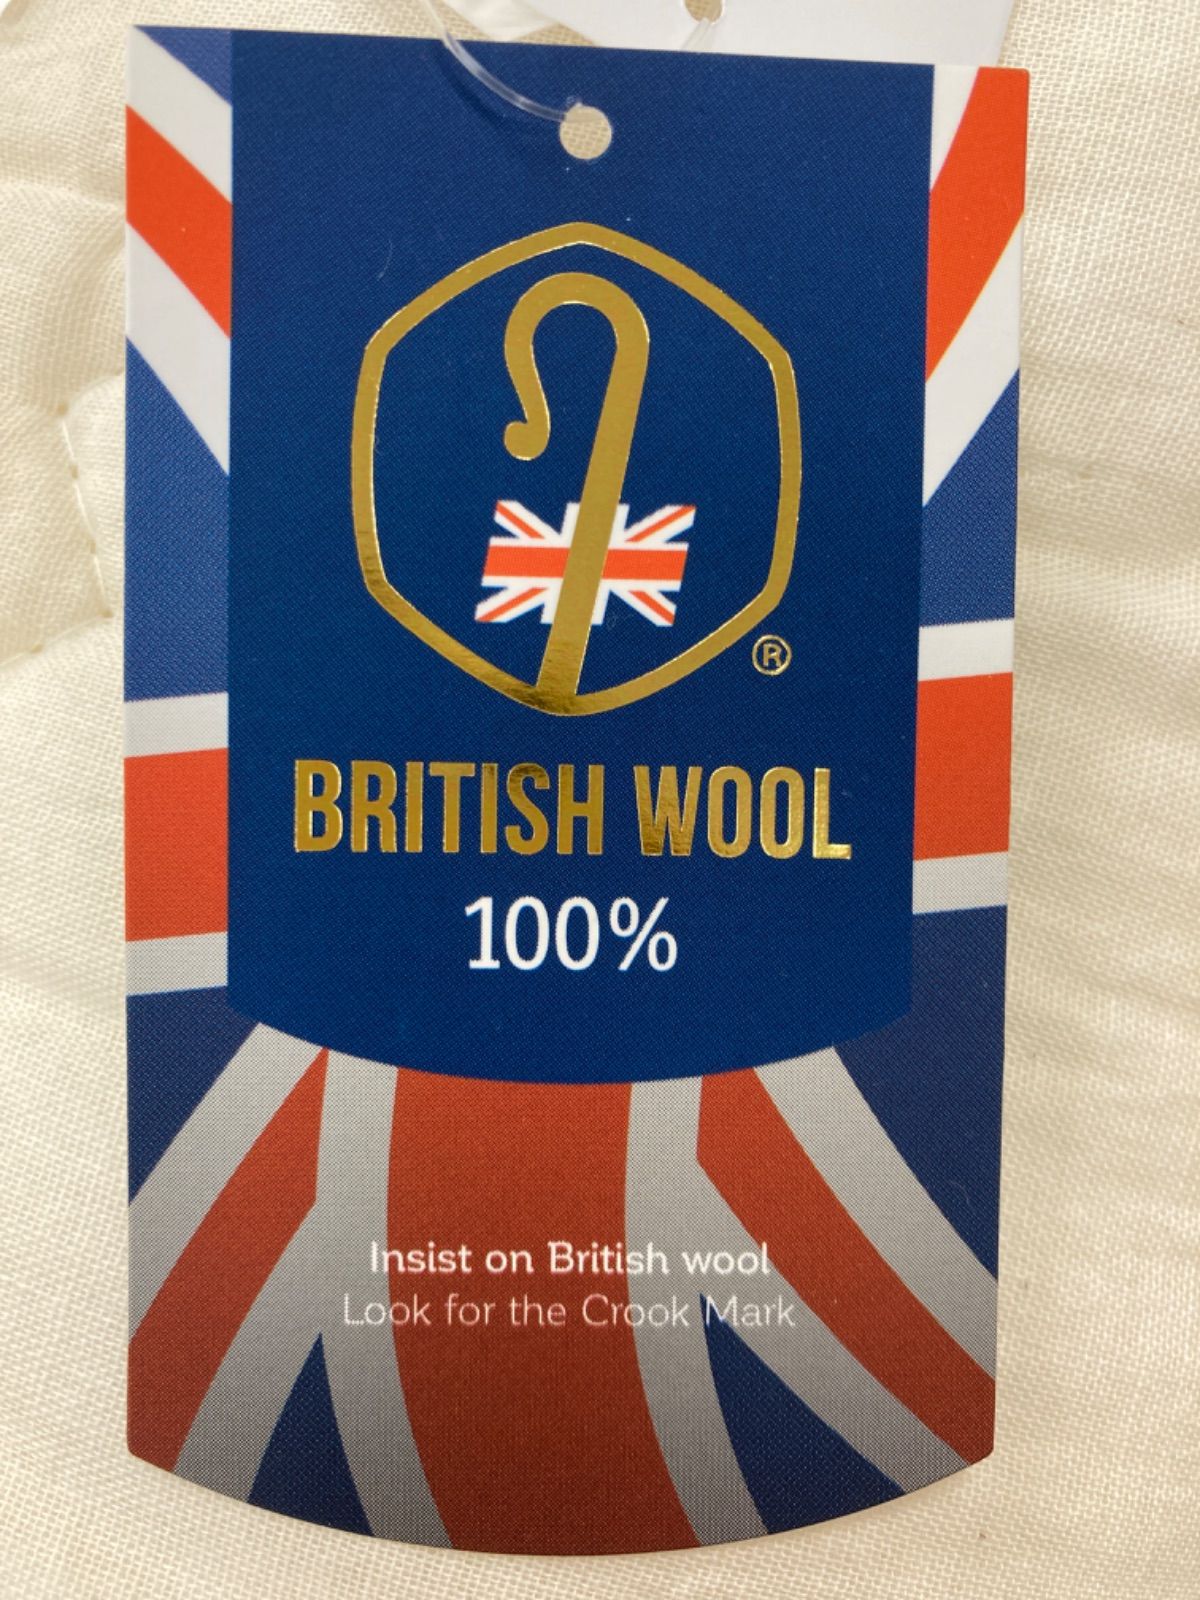 ®
BRITISH WOOL
100%
Insist on British wool
Look for the Crook Mark